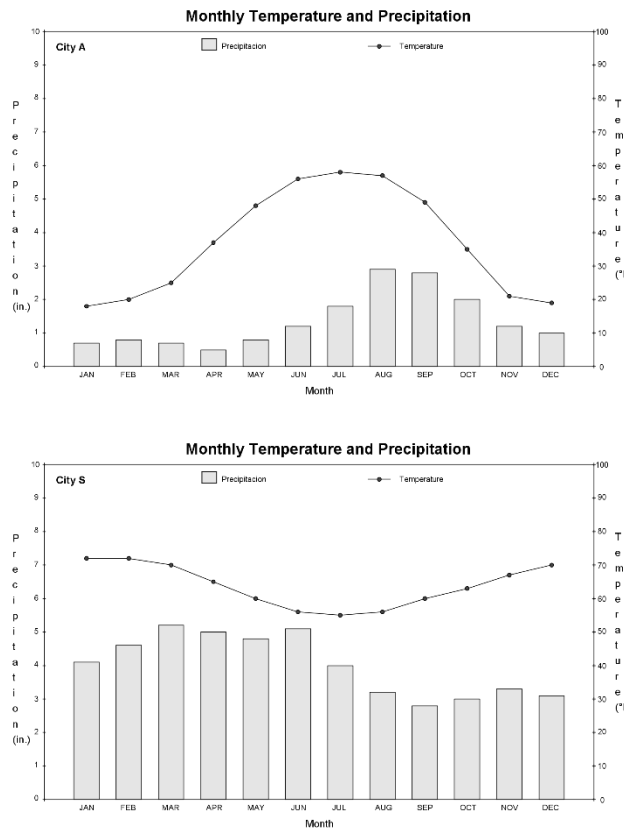 Monthly Temperature and Precipitation
City A
Precipitacion
Temperature
Precipitation (in.)
10
9
8
7
6
5
4
3
2
1
0
100
90
80
70
60
50
40
30
20
10
0
Temperature (°
JAN FEB MAR APR MAY JUN JUL AUG SEP OCT NOV DEC
Month
Monthly Temperature and Precipitation
City S
Precipitacion
Temperature
Precipitation (in.)
10
9
8
7
6
5
4
3
2
1
0
100
90
80
70
60
50
40
30
20
10
0
Temperature (°
JAN FEB MAR APR MAY JUN JUL AUG SEP OCT NOV DEC
Month